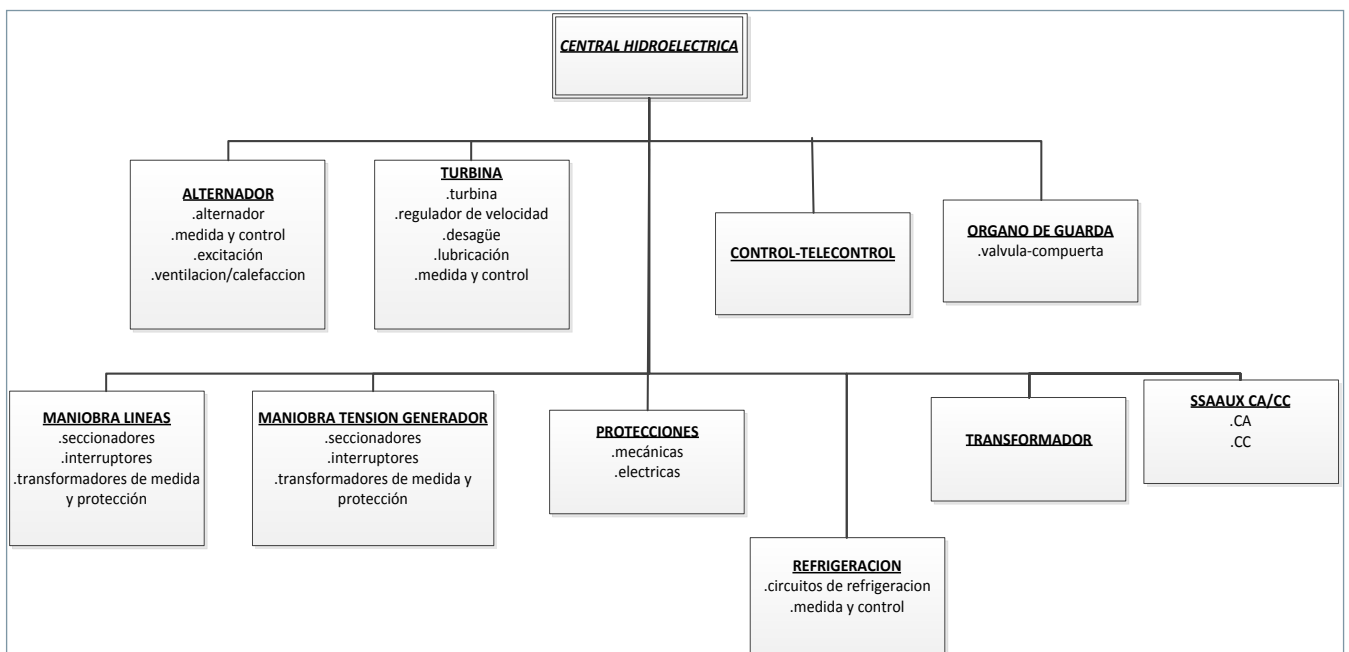 CENTRAL HIDROELECTRICA
ALTERNADOR
.alternador
.medida y control
.excitación
.ventilacion/calefaccion
TURBINA
.turbina
.regulador de velocidad
.desagüe
.lubricación
.medida y control
CONTROL-TELECONTROL
ORGANO DE GUARDA
.valvula-compuerta
MANIOBRA LINEAS
.seccionadores
.interruptores
.transformadores de medida
y protección
MANIOBRA TENSION GENERADOR
.seccionadores
.interruptores
.transformadores de medida y
protección
PROTECCIONES
.mecánicas
.electricas
REFRIGERACION
.circuitos de refrigeracion
.medida y control
TRANSFORMADOR
SSAAUX CA/CC
.CA
.CC